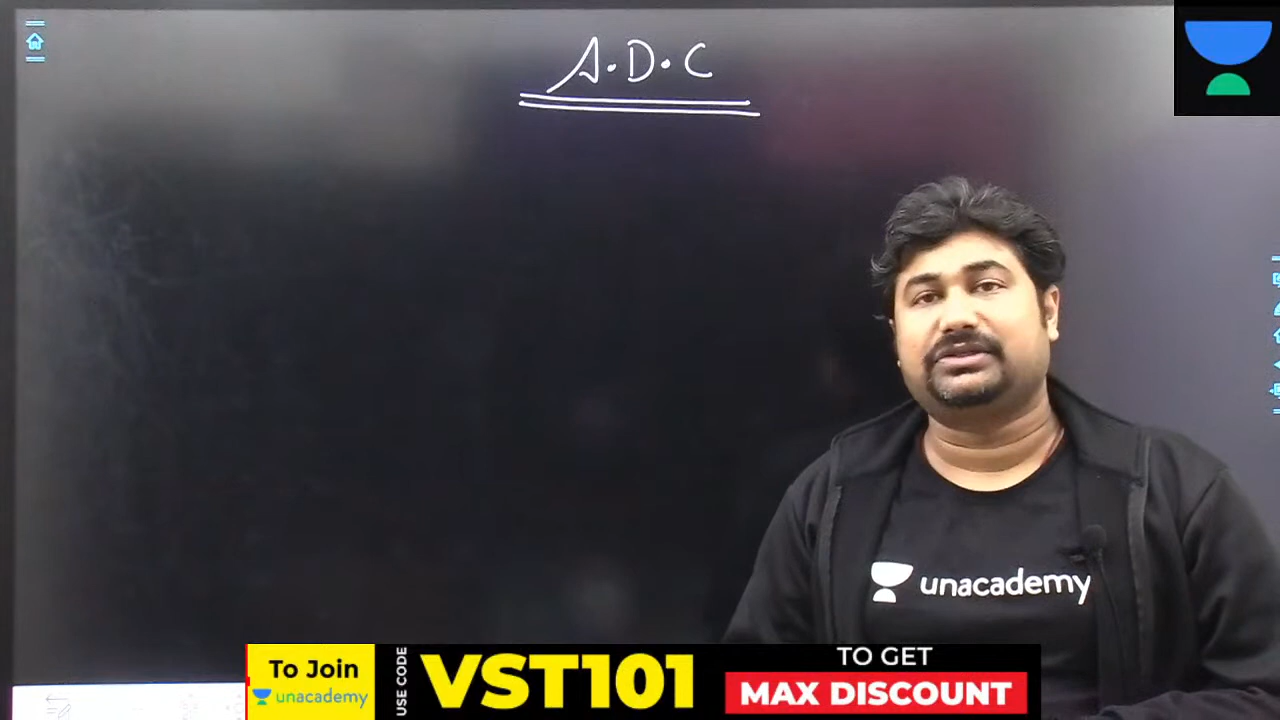 A.D.C
unacademy
To Join
unacademy
USE CODE
VST101
TO GET
MAX DISCOUNT